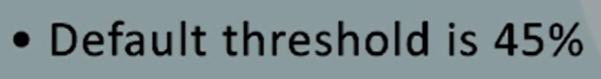 • Default threshold is 45%